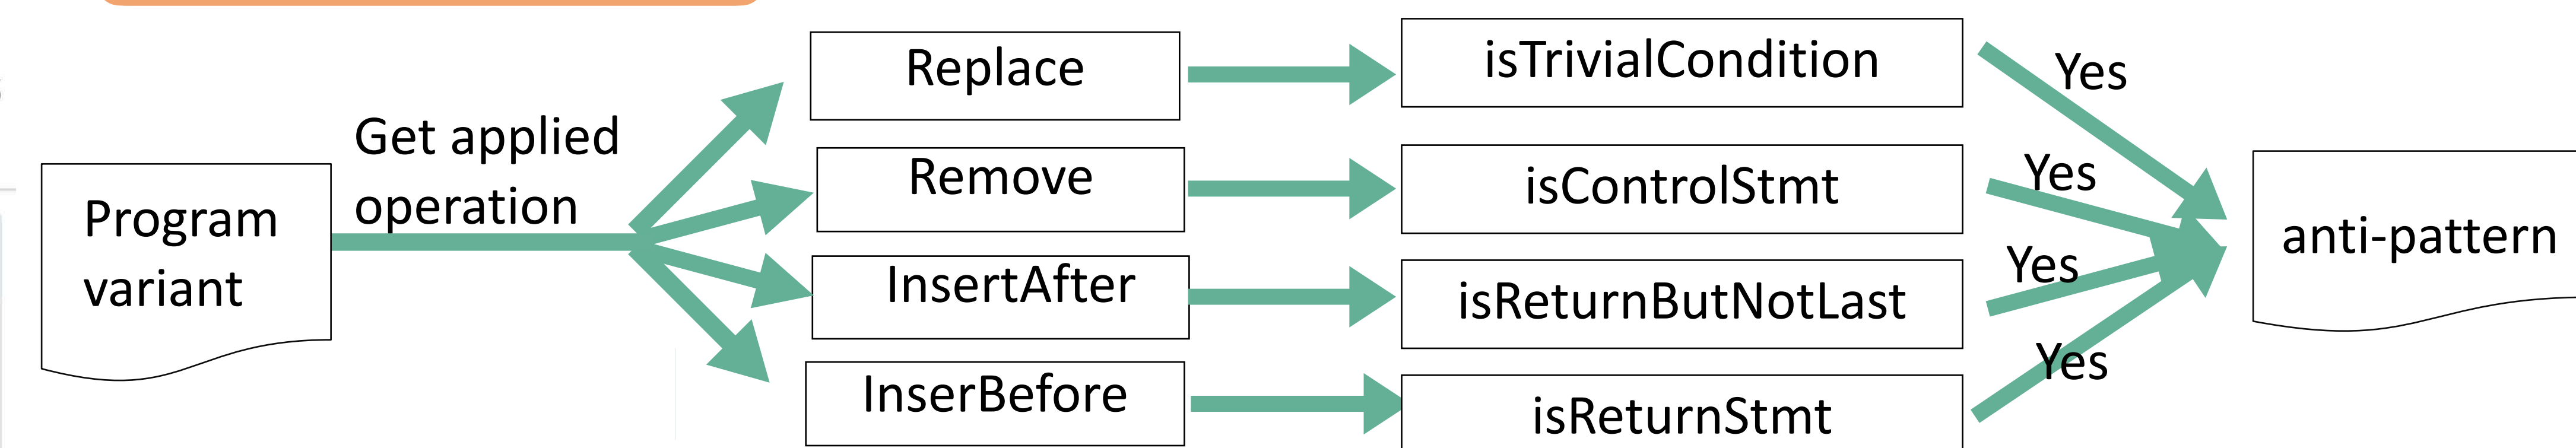 Program
variant
Get applied
operation
Replace
Remove
InsertAfter
InserBefore
isTrivialCondition
isControlStmt
isReturnButNotLast
isReturnStmt
Yes
Yes
Yes
Yes
anti-pattern